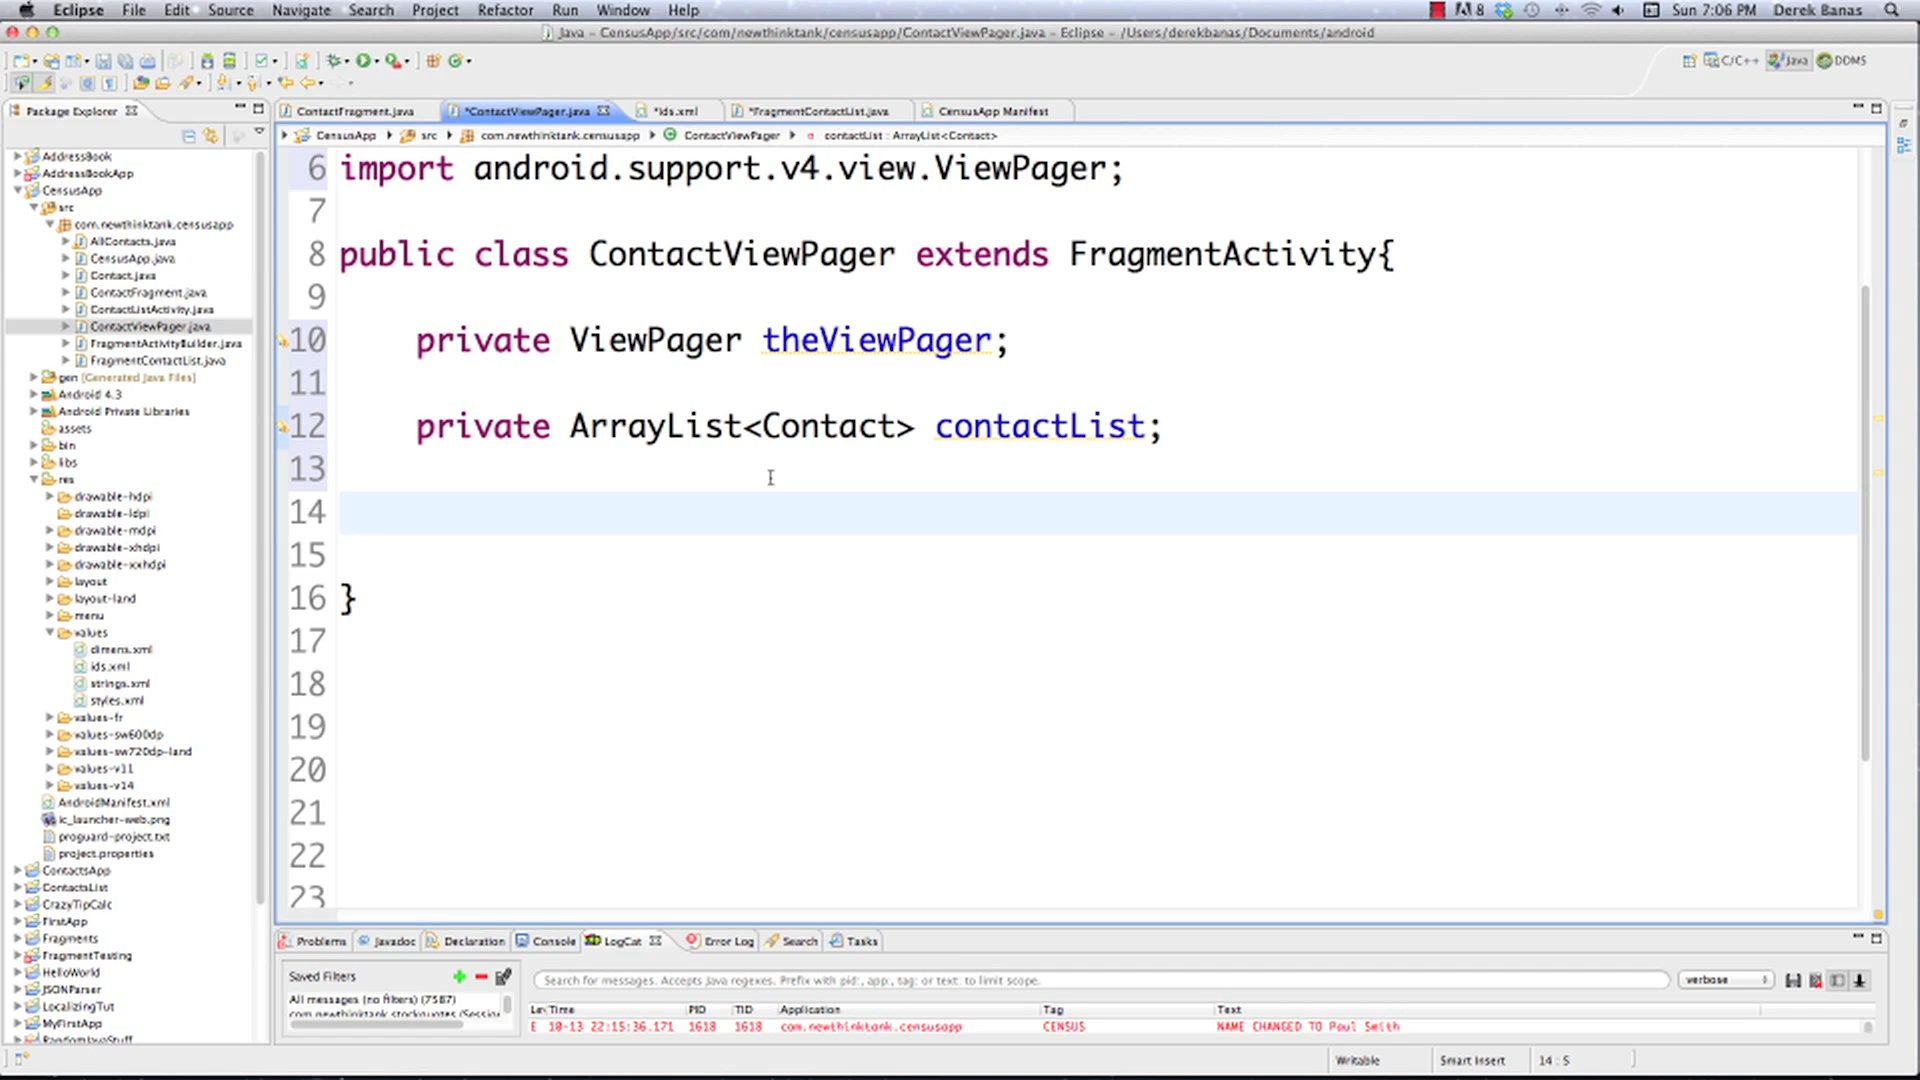 Eclipse File Edit Source Navigate Search Project Refactor Run Window Help
8 Sun 7:06 PM Derek Banas
Java – CensusApp/src/com/newthinktank/censusapp/ContactViewPager.java – Eclipse – /Users/derekbanas/Documents/android
C/C++ Java DDMS
Package Explorer
AddressBook
AddressBookApp
CensusApp
src
com.newthinktank.censusapp
AllContacts.java
CensusApp.java
Contact.java
ContactFragment.java
ContactListActivity.java
ContactViewPager.java
FragmentActivityBuilder.java
FragmentContactList.java
gen [Generated Java Files]
Android 4.3
Android Private Libraries
assets
bin
libs
res
drawable-hdpi
drawable-ldpi
drawable-mdpi
drawable-xhdpi
drawable-xxhdpi
layout
layout-land
menu
values
dimens.xml
ids.xml
strings.xml
styles.xml
values-fr
values-sw600dp
values-sw720dp-land
values-v11
values-v14
AndroidManifest.xml
ic_launcher-web.png
proguard-project.txt
project.properties
ContactsApp
ContactsList
CrazyTipCalc
FirstApp
Fragments
FragmentTesting
HelloWorld
JSONParser
LocalizingTut
MyFirstApp
RandomJavaStuff
ContactFragment.java *ContactViewPager.java *ids.xml *FragmentContactList.java CensusApp Manifest
CensusApp src com.newthinktank.censusapp ContactViewPager contactList : ArrayList<Contact>
6 import android.support.v4.view.ViewPager;
7
8 public class ContactViewPager extends FragmentActivity{
9
10 private ViewPager theViewPager;
11
12 private ArrayList<Contact> contactList;
13
14
15
16 }
17
18
19
20
21
22
23
Problems Javadoc Declaration Console LogCat Error Log Search Tasks
Saved Filters
All messages (no filters) (7587)
com.newthinktank.stockquotes (Session
Search for messages. Accepts Java regexes. Prefix with pid:, app:, tag: or text: to limit scope.
verbose
Le Time PID TID Application Tag Text
E 10-13 22:15:36.171 1618 1618 com.newthinktank.censusapp CENSUS NAME CHANGED TO Paul Smith
Writable Smart Insert 14 : 5